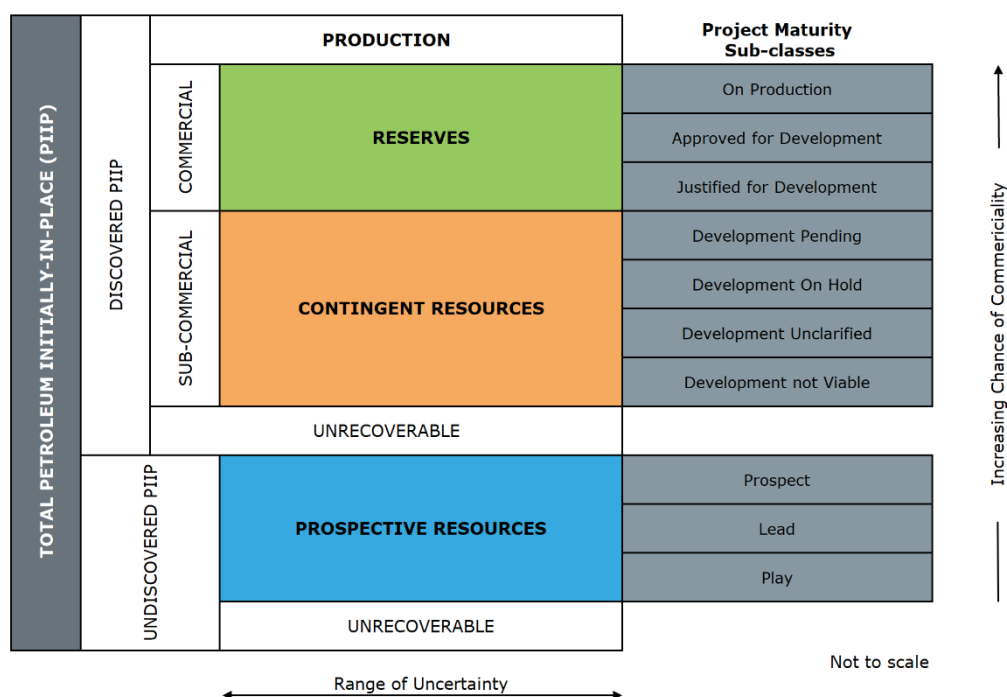 TOTAL PETROLEUM INITIALLY-IN-PLACE (PIIP)
DISCOVERED PIIP
UNDISCOVERED PIIP
COMMERCIAL
SUB-COMMERCIAL
PRODUCTION
RESERVES
CONTINGENT RESOURCES
UNRECOVERABLE
PROSPECTIVE RESOURCES
UNRECOVERABLE
Project Maturity
Sub-classes
On Production
Approved for Development
Justified for Development
Development Pending
Development On Hold
Development Unclarified
Development not Viable
Prospect
Lead
Play
Increasing Chance of Commericiality
Not to scale
Range of Uncertainty